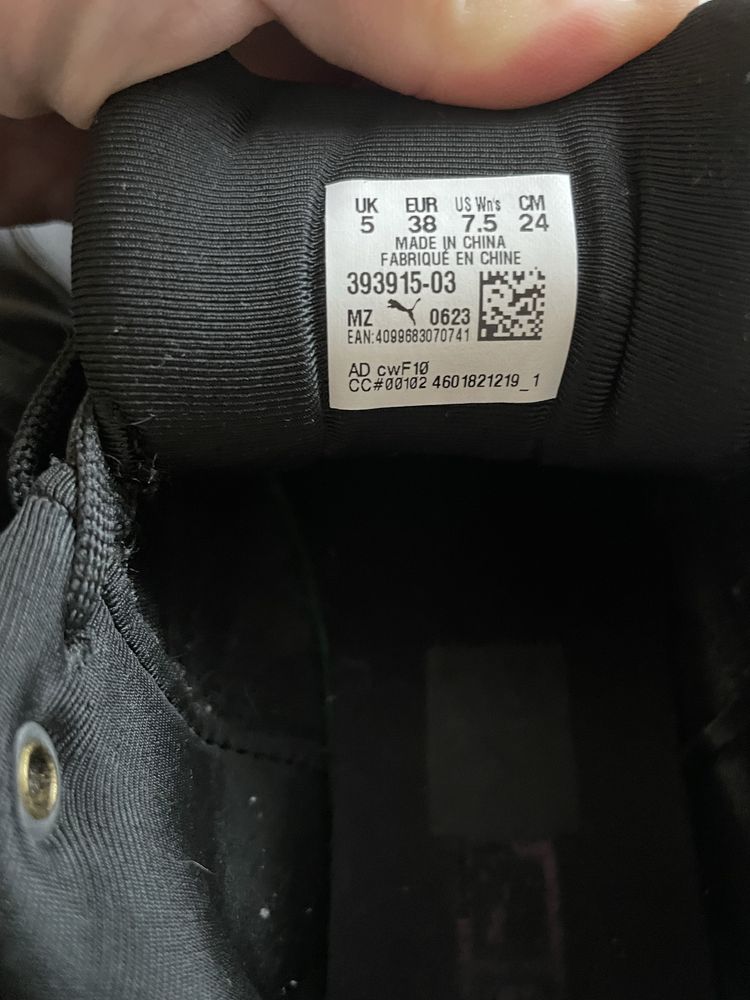 UK EUR US Wn's CM
5 38 7.5 24
MADE IN CHINA
FABRIQUÉ EN CHINE
393915-03
MZ 0623
EAN:4099683070741
AD cwF10
CC#00102 4601821219_1